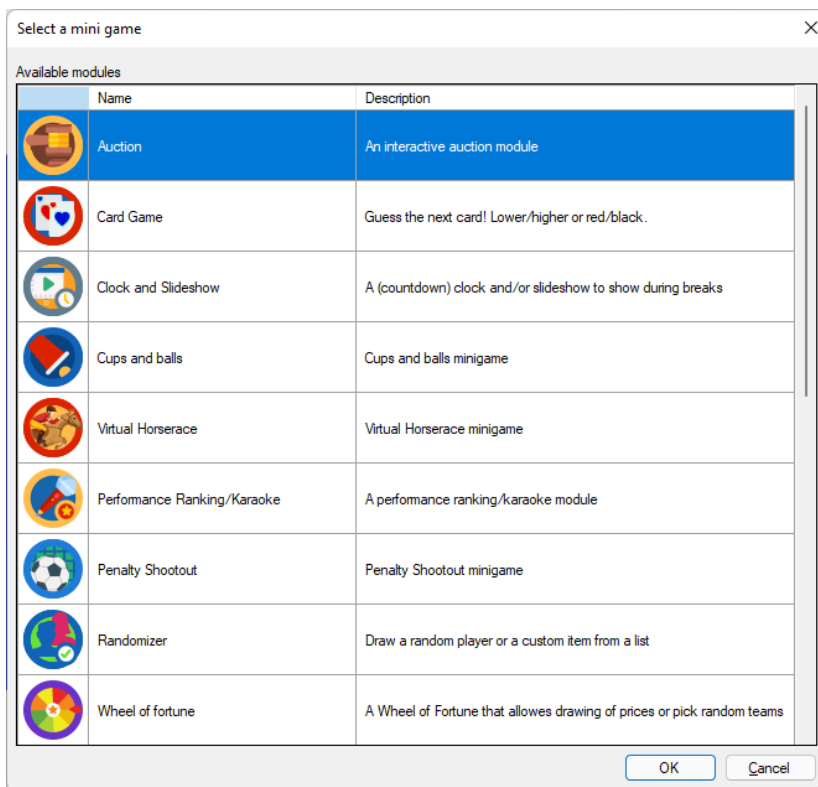 Select a mini game
Available modules
Name Description
Auction An interactive auction module
Card Game Guess the next card! Lower/higher or red/black.
Clock and Slideshow A (countdown) clock and/or slideshow to show during breaks
Cups and balls Cups and balls minigame
Virtual Horserace Virtual Horserace minigame
Performance Ranking/Karaoke A performance ranking/karaoke module
Penalty Shootout Penalty Shootout minigame
Randomizer Draw a random player or a custom item from a list
Wheel of fortune A Wheel of Fortune that allowes drawing of prices or pick random teams
OK Cancel